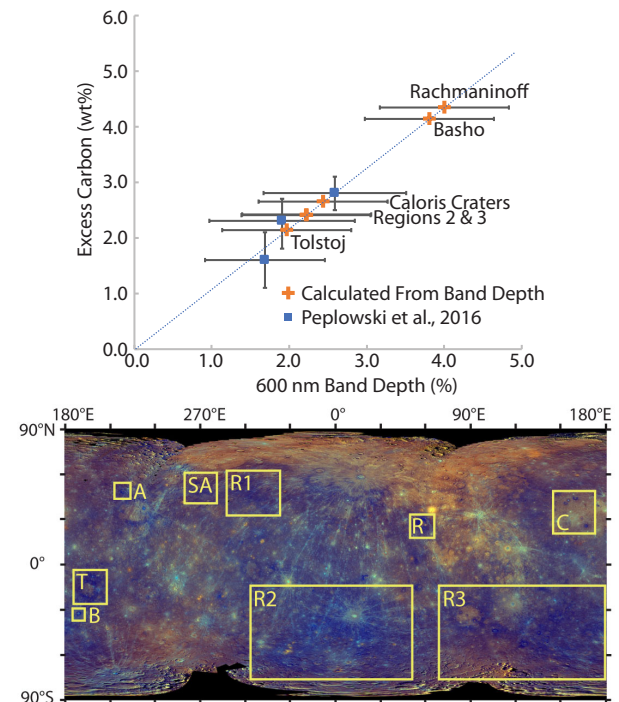 6.0
5.0
4.0
3.0
2.0
1.0
0.0
Excess Carbon (wt%)
Rachmaninoff
Basho
Caloris Craters
Regions 2 & 3
Tolstoj
Calculated From Band Depth
Peplowski et al., 2016
0.0 1.0 2.0 3.0 4.0 5.0
600 nm Band Depth (%)
180°E 270°E 0° 90°E 180°E
90°N
A SA R1 R C
0°
T
B R2 R3
90°S